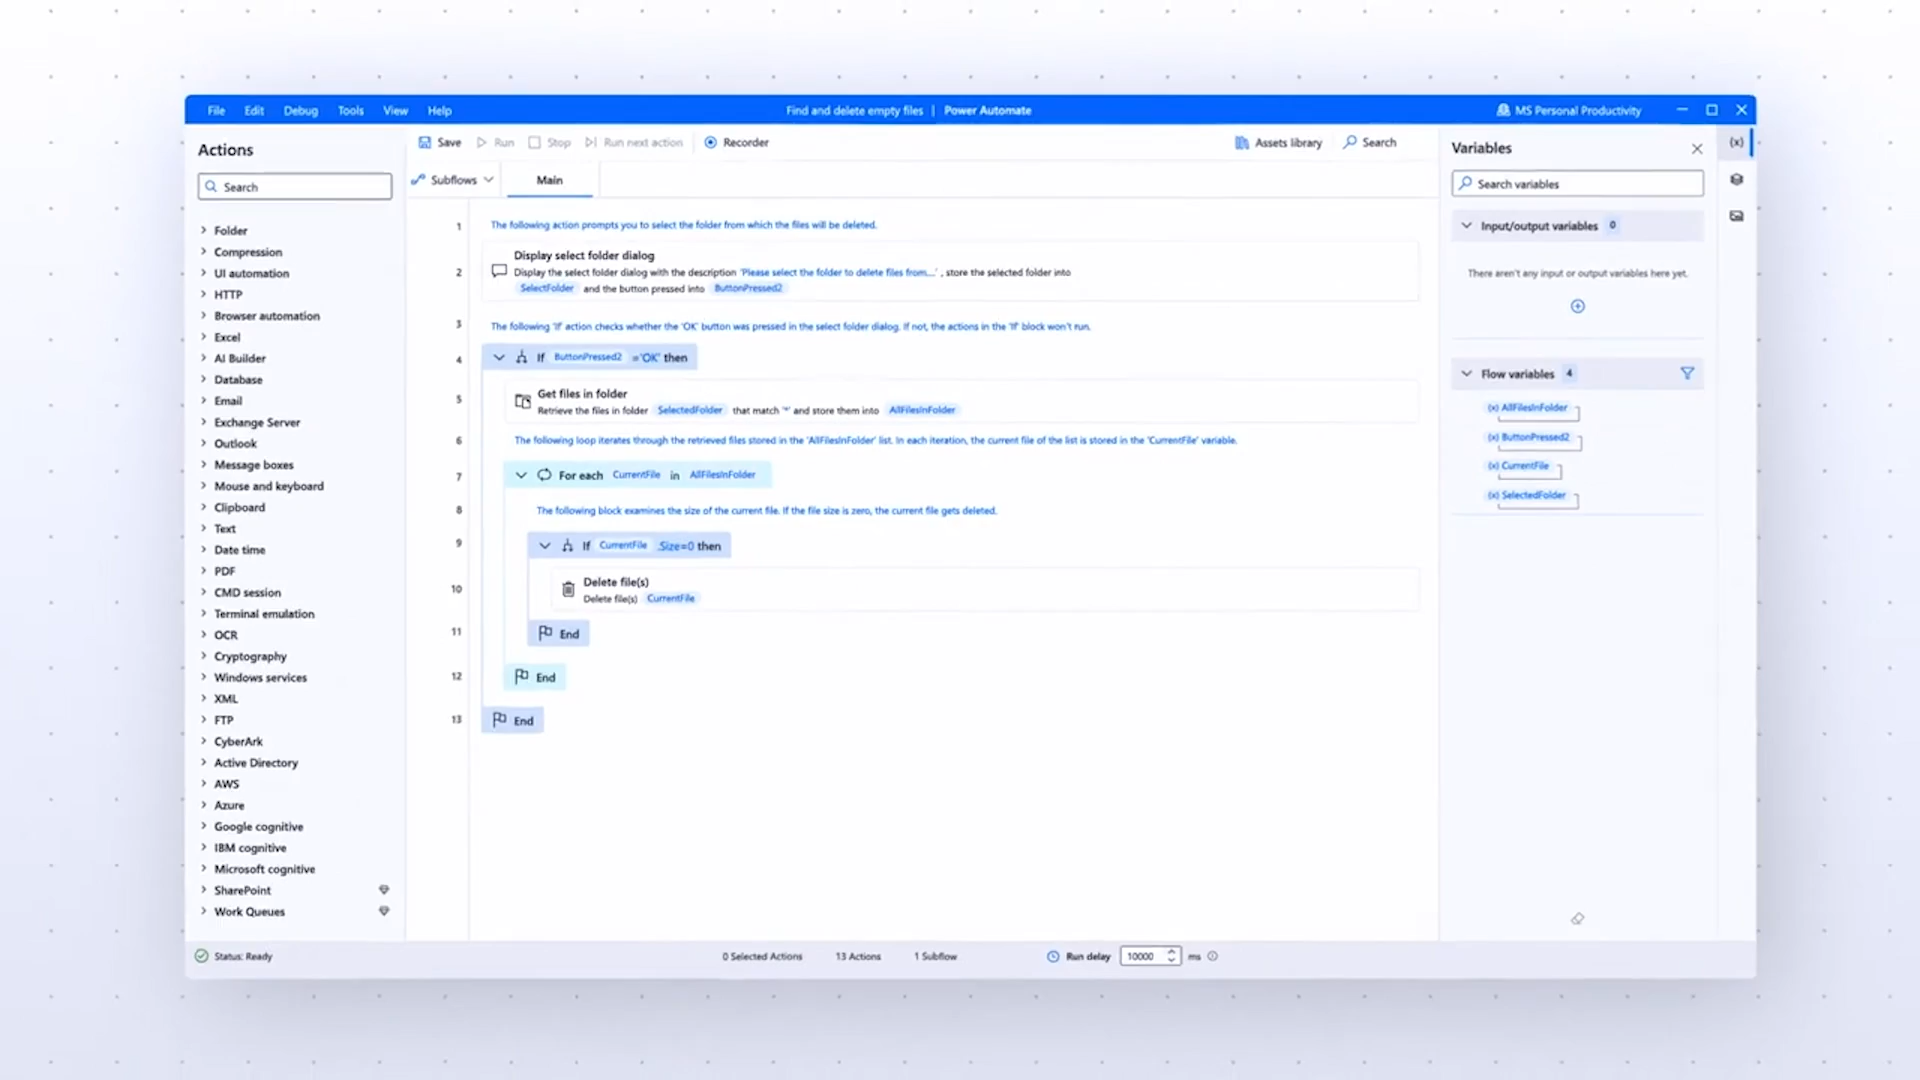 File Edit Debug Tools View Help
Find and delete empty files | Power Automate
MS Personal Productivity
Actions
Search
Folder
Compression
UI automation
HTTP
Browser automation
Excel
AI Builder
Database
Email
Exchange Server
Outlook
Message boxes
Mouse and keyboard
Clipboard
Text
Date time
PDF
CMD session
Terminal emulation
OCR
Cryptography
Windows services
XML
FTP
CyberArk
Active Directory
AWS
Azure
Google cognitive
IBM cognitive
Microsoft cognitive
SharePoint
Work Queues
Save Run Stop Run next action Recorder
Assets library Search
Subflows Main
1 The following action prompts you to select the folder from which the files will be deleted.
Display select folder dialog
2 Display the select folder dialog with the description 'Please select the folder to delete files from...' , store the selected folder into
SelectFolder and the button pressed into ButtonPressed2
3 The following 'If' action checks whether the 'OK' button was pressed in the select folder dialog. If not, the actions in the 'If' block won't run.
4 If ButtonPressed2 ='OK' then
Get files in folder
5 Retrieve the files in folder SelectedFolder that match '*' and store them into AllFilesInFolder
6 The following loop iterates through the retrieved files stored in the 'AllFilesInFolder' list. In each iteration, the current file of the list is stored in the 'CurrentFile' variable.
7 For each CurrentFile in AllFilesInFolder
8 The following block examines the size of the current file. If the file size is zero, the current file gets deleted.
9 If CurrentFile .Size=0 then
Delete file(s)
10 Delete file(s) CurrentFile
11 End
12 End
13 End
Variables
Search variables
Input/output variables 0
There aren't any input or output variables here yet.
Flow variables 4
(x) AllFilesInFolder
(x) ButtonPressed2
(x) CurrentFile
(x) SelectedFolder
{x}
Status: Ready
0 Selected Actions 13 Actions 1 Subflow
Run delay 10000 ms